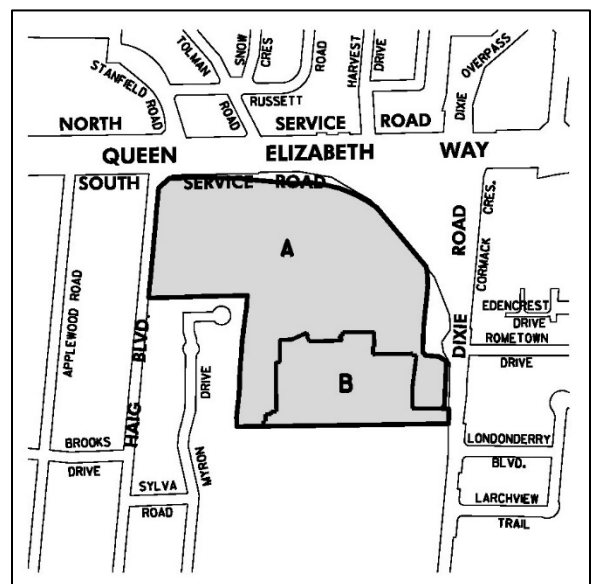 STANFIELD ROAD
TOLMAN ROAD
SNOW CRES
RUSSETT ROAD
HARVEST DRIVE
DIXIE OVERPASS
NORTH SERVICE ROAD
QUEEN ELIZABETH WAY
SOUTH SERVICE ROAD
APPLEWOOD ROAD
HAIG BLVD.
A
DIXIE ROAD
CORMACK CRES.
EDENCREST
DRIVE
ROMETOWN
DRIVE
MYRON DRIVE
B
BROOKS
DRIVE
SYLVA
ROAD
LONDONDERRY
BLVD.
LARCHVIEW
TRAIL